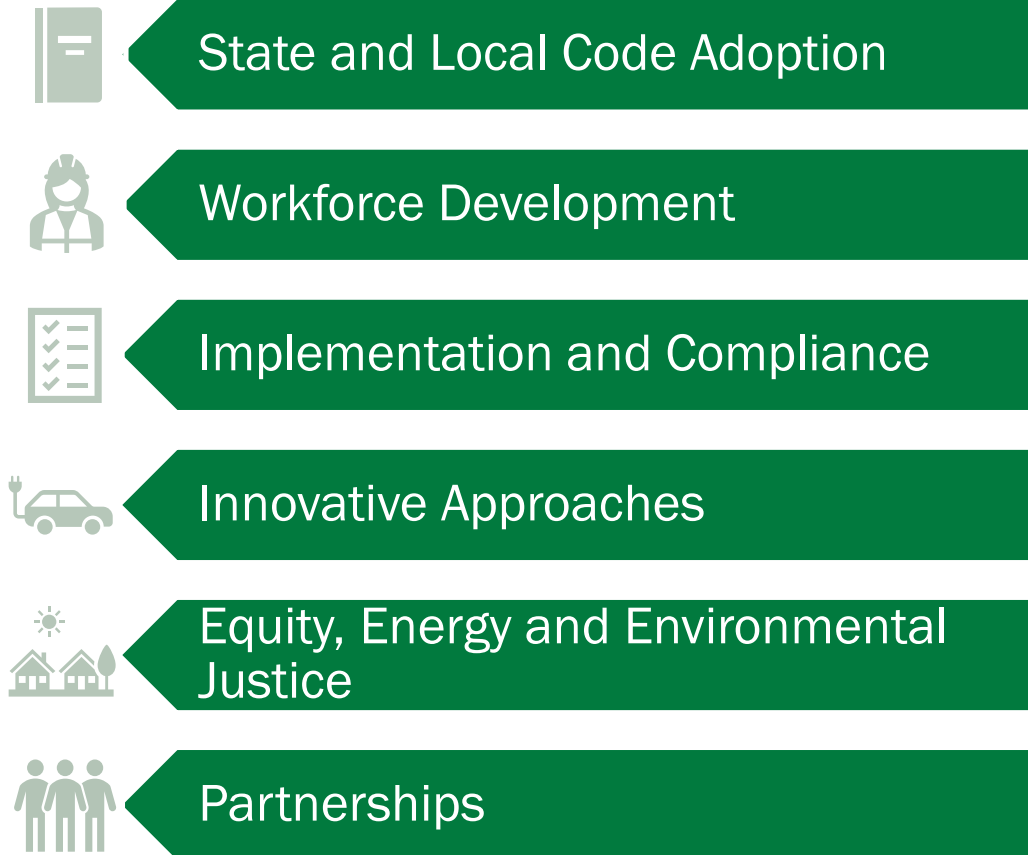 State and Local Code Adoption
Workforce Development
Implementation and Compliance
Innovative Approaches
Equity, Energy and Environmental
Justice
Partnerships